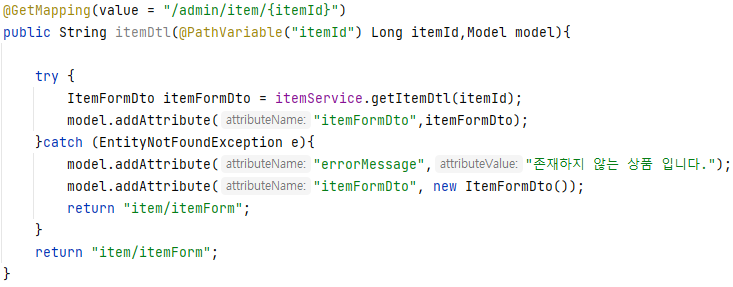 @GetMapping(value = "/admin/item/{itemId}")
public String itemDtl(@PathVariable("itemId") Long itemId,Model model){
try {
ItemFormDto itemFormDto = itemService.getItemDtl(itemId);
model.addAttribute( attributeName: "itemFormDto",itemFormDto);
}catch (EntityNotFoundException e){
model.addAttribute( attributeName: "errorMessage", attributeValue: "존재하지 않는 상품 입니다.");
model.addAttribute( attributeName: "itemFormDto", new ItemFormDto());
return "item/itemForm";
}
return "item/itemForm";
}